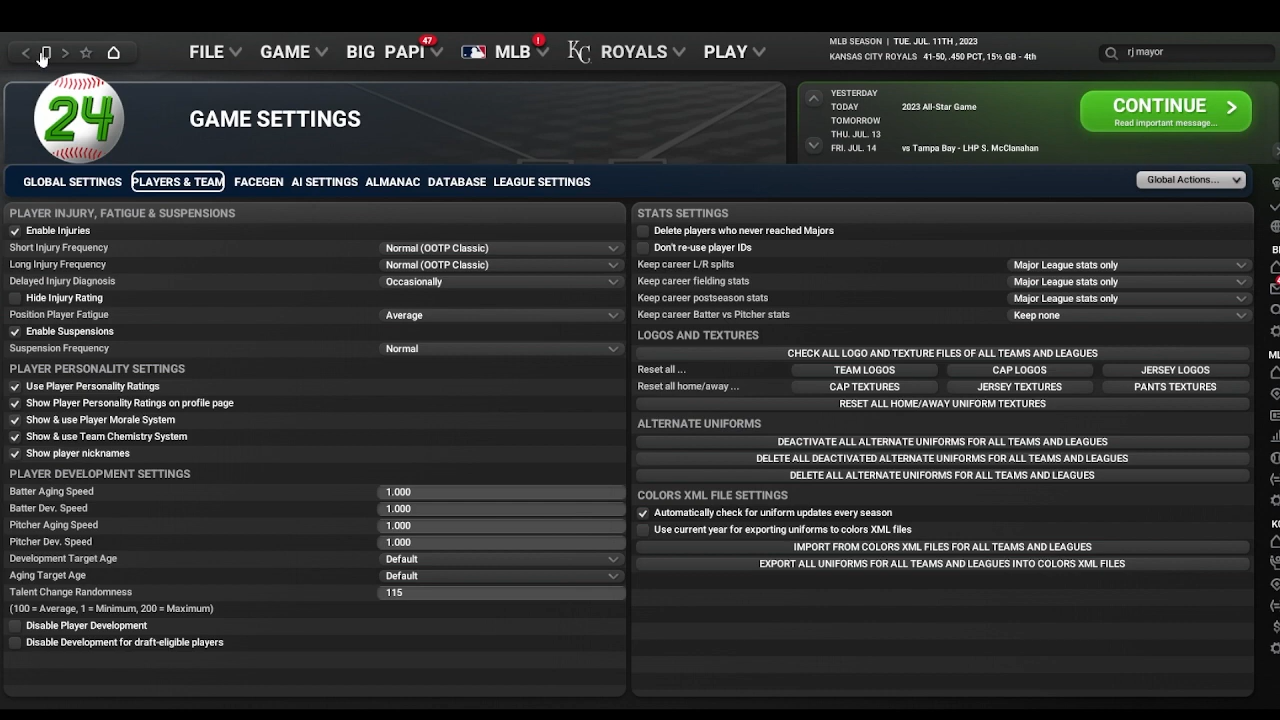 FILE GAME BIG PAPI 47 MLB ! KC ROYALS PLAY
MLB SEASON | TUE. JUL. 11TH , 2023
KANSAS CITY ROYALS 41-50, .450 PCT, 15½ GB - 4th
rj mayor
24
GAME SETTINGS
YESTERDAY
TODAY 2023 All-Star Game
TOMORROW
THU. JUL. 13
FRI. JUL. 14 vs Tampa Bay - LHP S. McClanahan
CONTINUE
Read important message...
GLOBAL SETTINGS PLAYERS & TEAM FACEGEN AI SETTINGS ALMANAC DATABASE LEAGUE SETTINGS
Global Actions...
PLAYER INJURY, FATIGUE & SUSPENSIONS
Enable Injuries
Short Injury Frequency Normal (OOTP Classic)
Long Injury Frequency Normal (OOTP Classic)
Delayed Injury Diagnosis Occasionally
Hide Injury Rating
Position Player Fatigue Average
Enable Suspensions
Suspension Frequency Normal
PLAYER PERSONALITY SETTINGS
Use Player Personality Ratings
Show Player Personality Ratings on profile page
Show & use Player Morale System
Show & use Team Chemistry System
Show player nicknames
PLAYER DEVELOPMENT SETTINGS
Batter Aging Speed 1.000
Batter Dev. Speed 1.000
Pitcher Aging Speed 1.000
Pitcher Dev. Speed 1.000
Development Target Age Default
Aging Target Age Default
Talent Change Randomness 115
(100 = Average, 1 = Minimum, 200 = Maximum)
Disable Player Development
Disable Development for draft-eligible players
STATS SETTINGS
Delete players who never reached Majors
Don't re-use player IDs
Keep career L/R splits Major League stats only
Keep career fielding stats Major League stats only
Keep career postseason stats Major League stats only
Keep career Batter vs Pitcher stats Keep none
LOGOS AND TEXTURES
CHECK ALL LOGO AND TEXTURE FILES OF ALL TEAMS AND LEAGUES
Reset all ... TEAM LOGOS CAP LOGOS JERSEY LOGOS
Reset all home/away ... CAP TEXTURES JERSEY TEXTURES PANTS TEXTURES
RESET ALL HOME/AWAY UNIFORM TEXTURES
ALTERNATE UNIFORMS
DEACTIVATE ALL ALTERNATE UNIFORMS FOR ALL TEAMS AND LEAGUES
DELETE ALL DEACTIVATED ALTERNATE UNIFORMS FOR ALL TEAMS AND LEAGUES
DELETE ALL ALTERNATE UNIFORMS FOR ALL TEAMS AND LEAGUES
COLORS XML FILE SETTINGS
Automatically check for uniform updates every season
Use current year for exporting uniforms to colors XML files
IMPORT FROM COLORS XML FILES FOR ALL TEAMS AND LEAGUES
EXPORT ALL UNIFORMS FOR ALL TEAMS AND LEAGUES INTO COLORS XML FILES